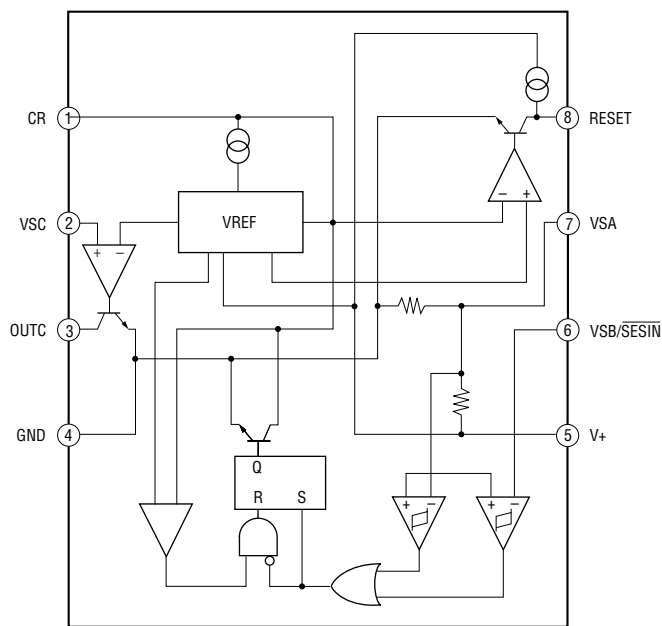 CR 1
8 RESET
VSC 2
VREF
7 VSA
– +
+ –
OUTC 3
6 VSB/SESIN
GND 4
5 V+
Q
R S
+ –
+ –